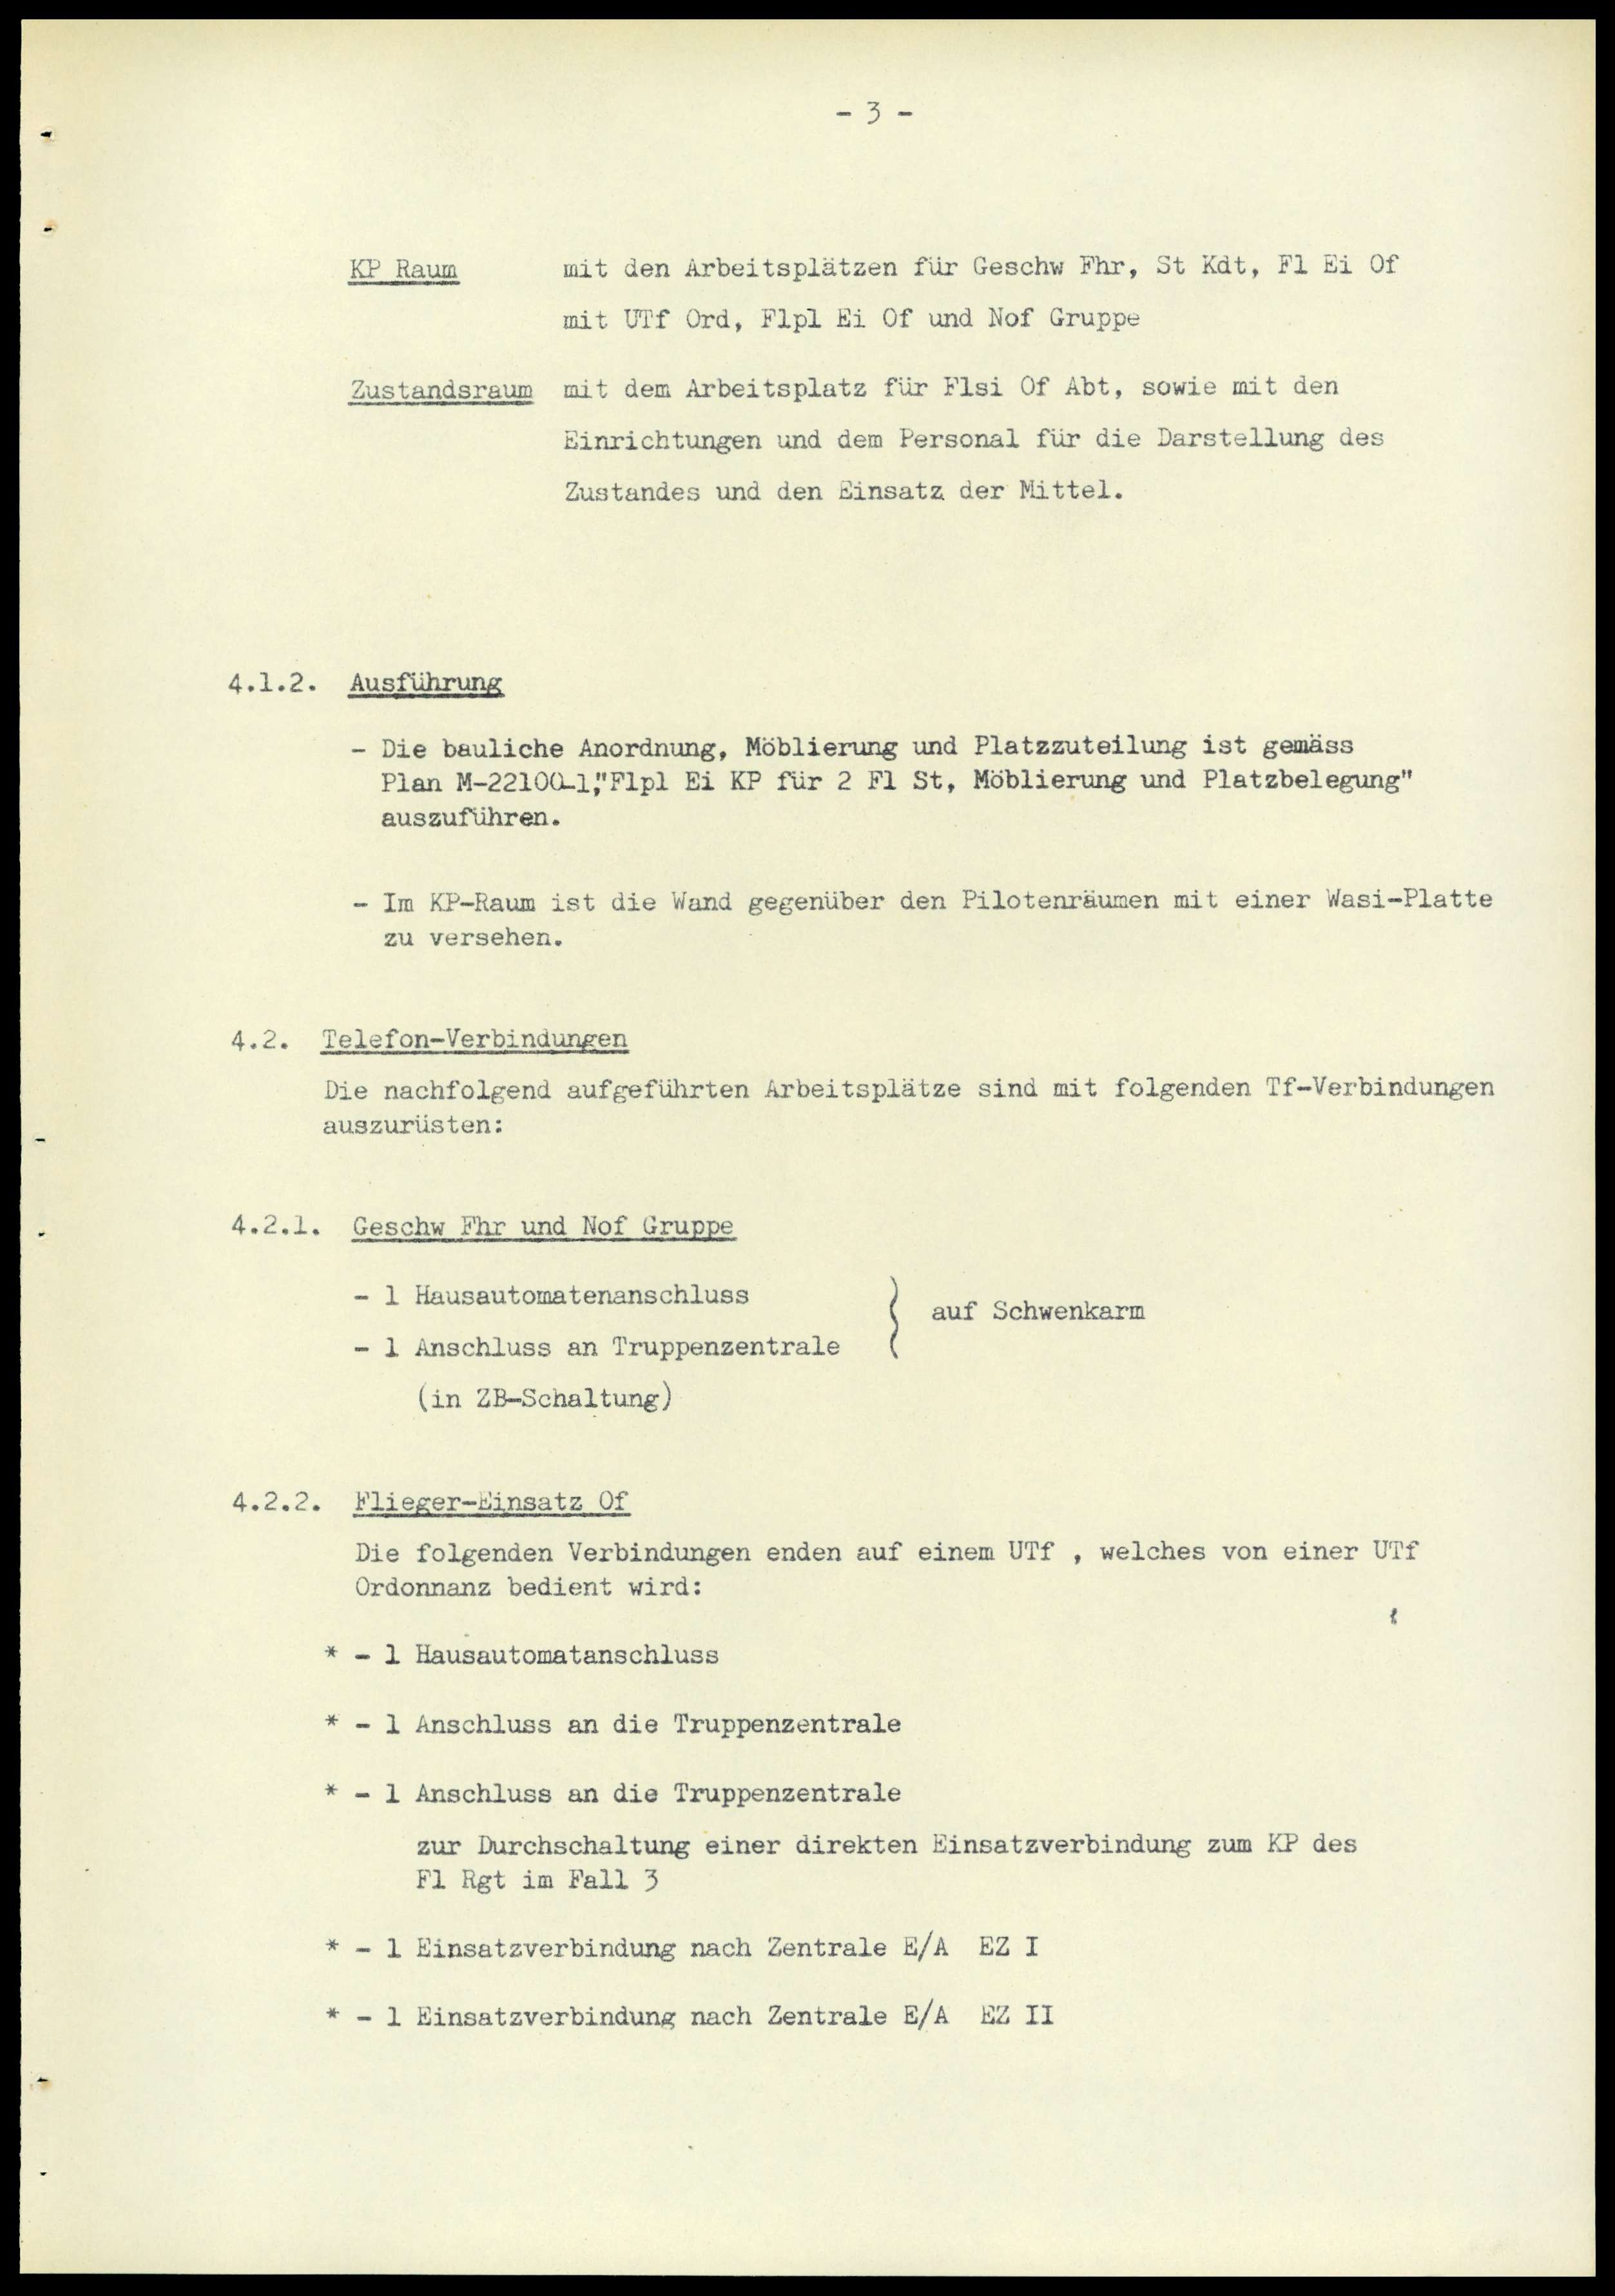 - 3 -
KP Raum mit den Arbeitsplätzen für Geschw Fhr, St Kdt, Fl Ei Of
mit UTf Ord, Flpl Ei Of und Nof Gruppe
Zustandsraum mit dem Arbeitsplatz für Flsi Of Abt, sowie mit den
Einrichtungen und dem Personal für die Darstellung des
Zustandes und den Einsatz der Mittel.
4.1.2. Ausführung
- Die bauliche Anordnung, Möblierung und Platzzuteilung ist gemäss
Plan M-22100-1,"Flpl Ei KP für 2 Fl St, Möblierung und Platzbelegung"
auszuführen.
- Im KP-Raum ist die Wand gegenüber den Pilotenräumen mit einer Wasi-Platte
zu versehen.
4.2. Telefon-Verbindungen
Die nachfolgend aufgeführten Arbeitsplätze sind mit folgenden Tf-Verbindungen
auszurüsten:
4.2.1. Geschw Fhr und Nof Gruppe
- 1 Hausautomatenanschluss
} auf Schwenkarm
- 1 Anschluss an Truppenzentrale
(in ZB-Schaltung)
4.2.2. Flieger-Einsatz Of
Die folgenden Verbindungen enden auf einem UTf , welches von einer UTf
Ordonnanz bedient wird:
* - 1 Hausautomatanschluss
* - 1 Anschluss an die Truppenzentrale
* - 1 Anschluss an die Truppenzentrale
zur Durchschaltung einer direkten Einsatzverbindung zum KP des
Fl Rgt im Fall 3
* - 1 Einsatzverbindung nach Zentrale E/A EZ I
* - 1 Einsatzverbindung nach Zentrale E/A EZ II